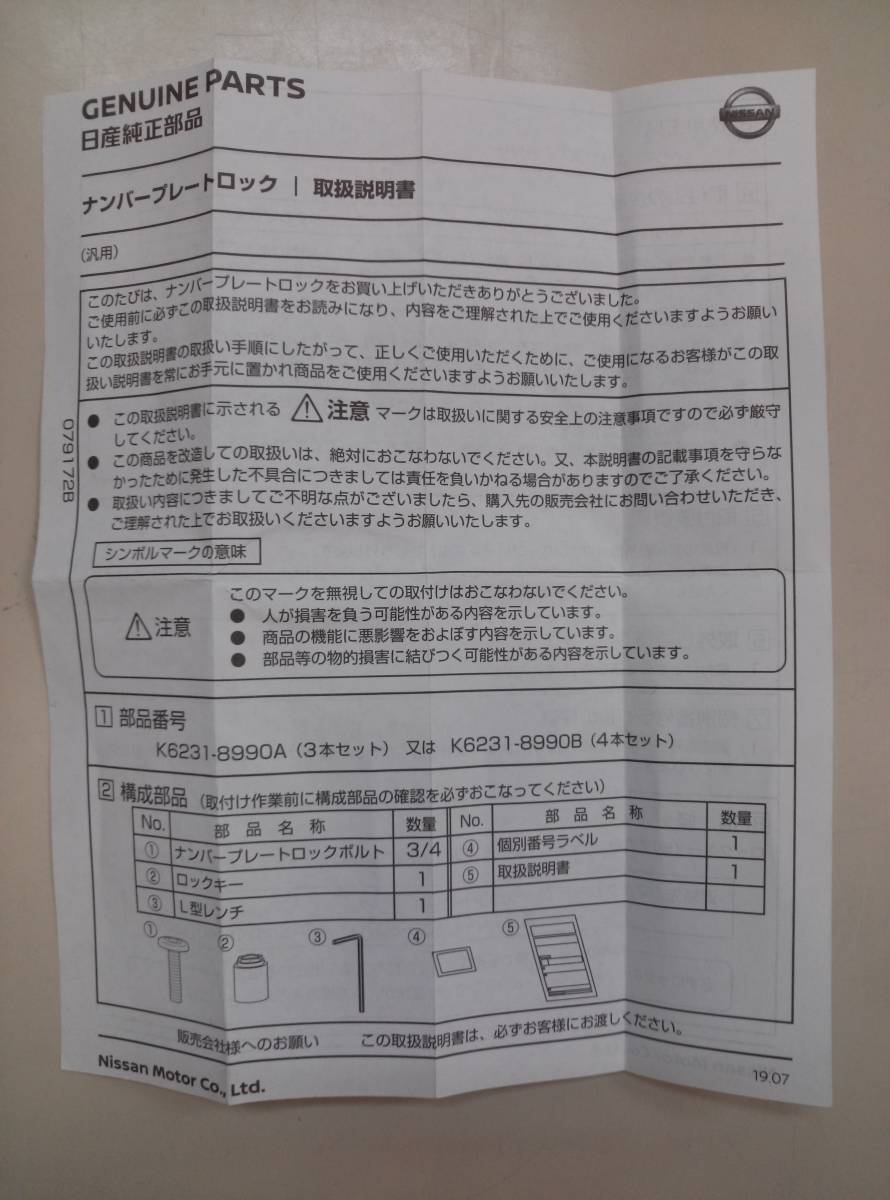 GENUINE PARTS
日産純正部品
NISSAN
ナンバープレートロック | 取扱説明書
(汎用)
このたびは、ナンバープレートロックをお買い上げいただきありがとうございました。
ご使用前に必ずこの取扱説明書をお読みになり、内容をご理解された上でご使用くださいますようお願い
いたします。
この取扱説明書の取扱い手順にしたがって、正しくご使用いただくために、ご使用になるお客様がこの取
扱い説明書を常にお手元に置かれ商品をご使用くださいますようお願いいたします。
● この取扱説明書に示される ⚠注意 マークは取扱いに関する安全上の注意事項ですので必ず厳守
してください。
● この商品を改造しての取扱いは、絶対におこなわないでください。又、本説明書の記載事項を守らな
かったために発生した不具合につきましては責任を負いかねる場合がありますのでご了承ください。
● 取扱い内容につきましてご不明な点がございましたら、購入先の販売会社にお問い合わせいただき、
ご理解された上でお取扱いくださいますようお願いいたします。
0791728
シンボルマークの意味
⚠注意
このマークを無視しての取付けはおこなわないでください。
● 人が損害を負う可能性がある内容を示しています。
● 商品の機能に悪影響をおよぼす内容を示しています。
● 部品等の物的損害に結びつく可能性がある内容を示しています。
1 部品番号
K6231-8990A(3本セット) 又は K6231-8990B(4本セット)
2 構成部品 (取付け作業前に構成部品の確認を必ずおこなってください)
No. 部品名称 数量 No. 部品名称 数量
① ナンバープレートロックボルト 3/4 ④ 個別番号ラベル 1
② ロックキー 1 ⑤ 取扱説明書 1
③ L型レンチ 1
① ② ③ ④ ⑤
販売会社様へのお願い この取扱説明書は、必ずお客様にお渡しください。
Nissan Motor Co., Ltd.
19.07